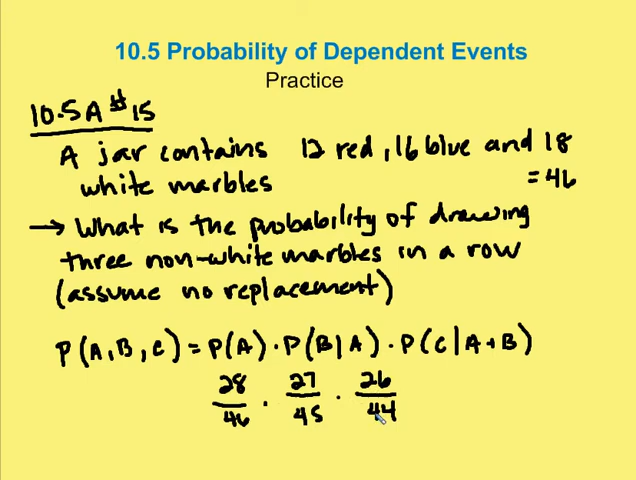 10.5 Probability of Dependent Events
Practice
10.5A #15
A jar contains 12 red, 16 blue and 18
white marbles = 46
→ What is the probability of drawing
three non-white marbles in a row
(assume no replacement)
P(A,B,C) = P(A) · P(B|A) · P(C|A+B)
28/46 · 27/45 · 26/44